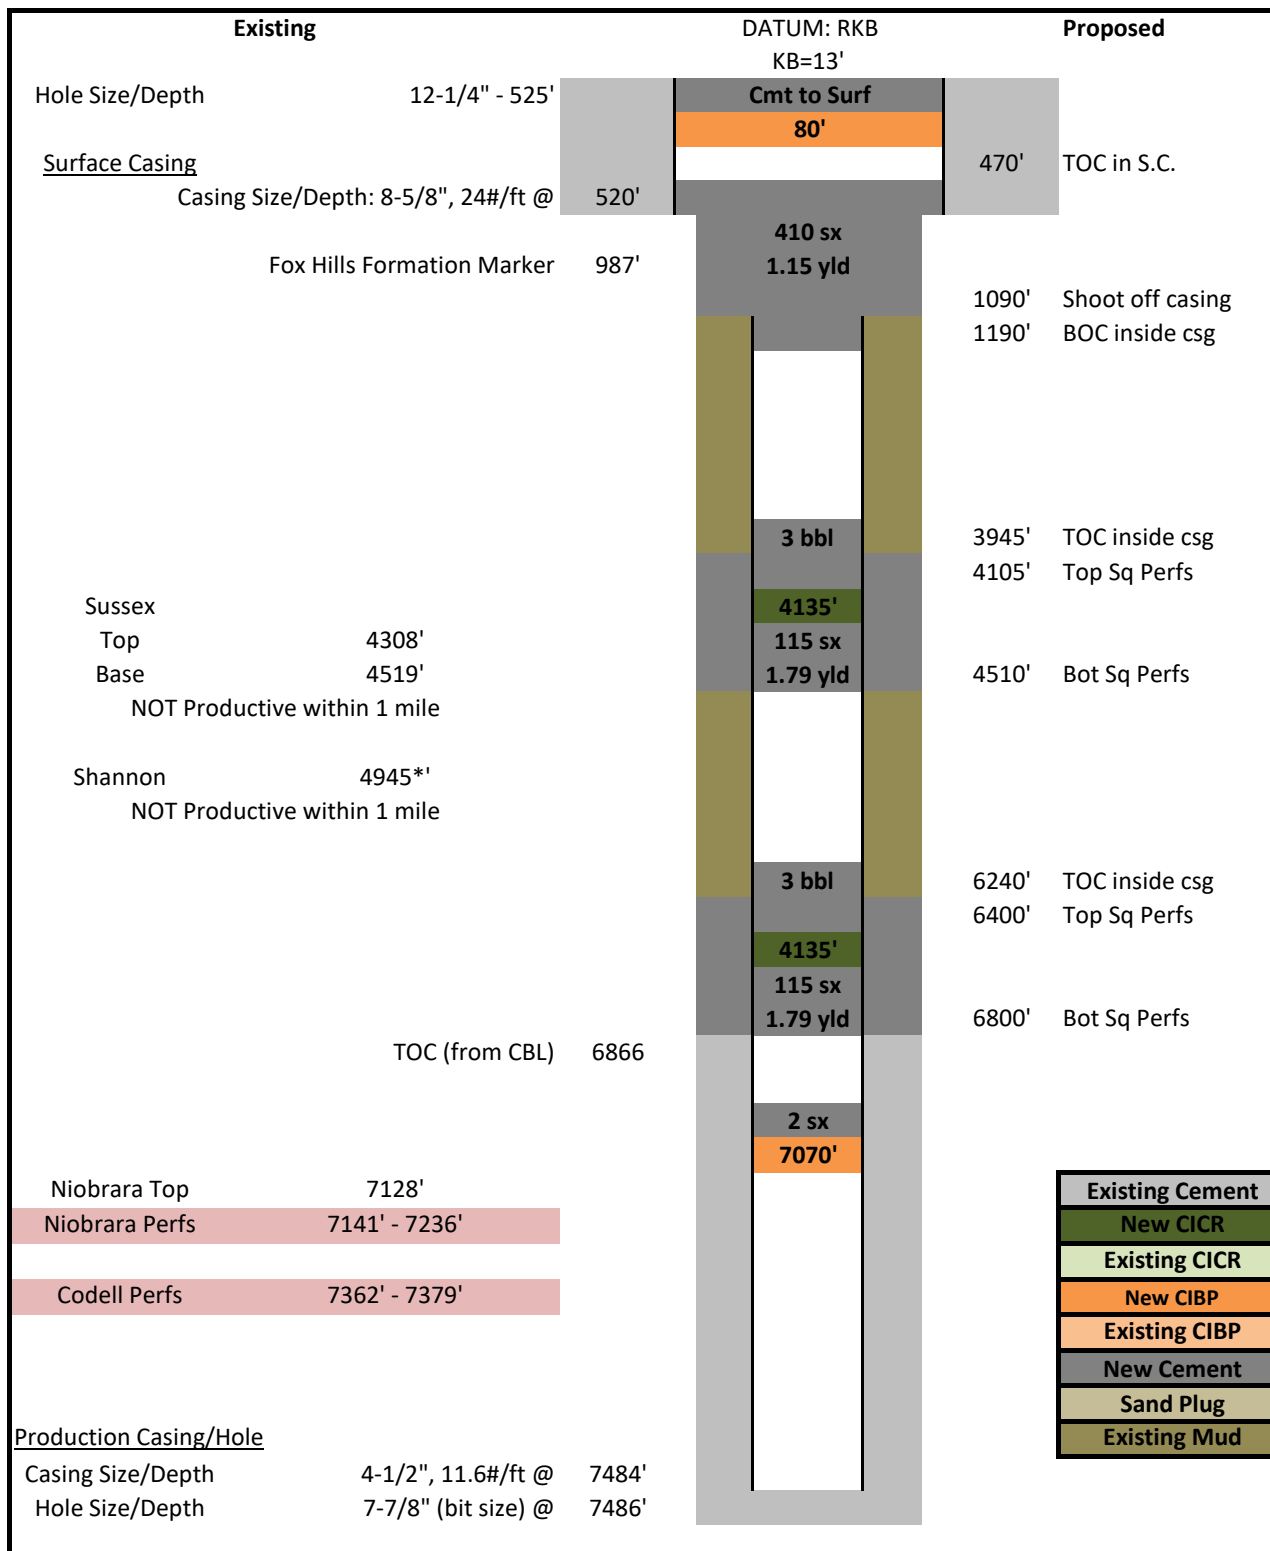 Existing DATUM: RKB Proposed
KB=13'
Hole Size/Depth 12-1/4" - 525' Cmt to Surf
80'
Surface Casing 470' TOC in S.C.
Casing Size/Depth: 8-5/8", 24#/ft @ 520'
410 sx
Fox Hills Formation Marker 987' 1.15 yld
1090' Shoot off casing
1190' BOC inside csg
3 bbl 3945' TOC inside csg
4105' Top Sq Perfs
Sussex 4135'
Top 4308' 115 sx
Base 4519' 1.79 yld 4510' Bot Sq Perfs
NOT Productive within 1 mile
Shannon 4945*'
NOT Productive within 1 mile
3 bbl 6240' TOC inside csg
6400' Top Sq Perfs
4135'
115 sx
1.79 yld 6800' Bot Sq Perfs
TOC (from CBL) 6866
2 sx
7070'
Niobrara Top 7128' Existing Cement
Niobrara Perfs 7141' - 7236' New CICR
Existing CICR
Codell Perfs 7362' - 7379' New CIBP
Existing CIBP
New Cement
Sand Plug
Production Casing/Hole Existing Mud
Casing Size/Depth 4-1/2", 11.6#/ft @ 7484'
Hole Size/Depth 7-7/8" (bit size) @ 7486'